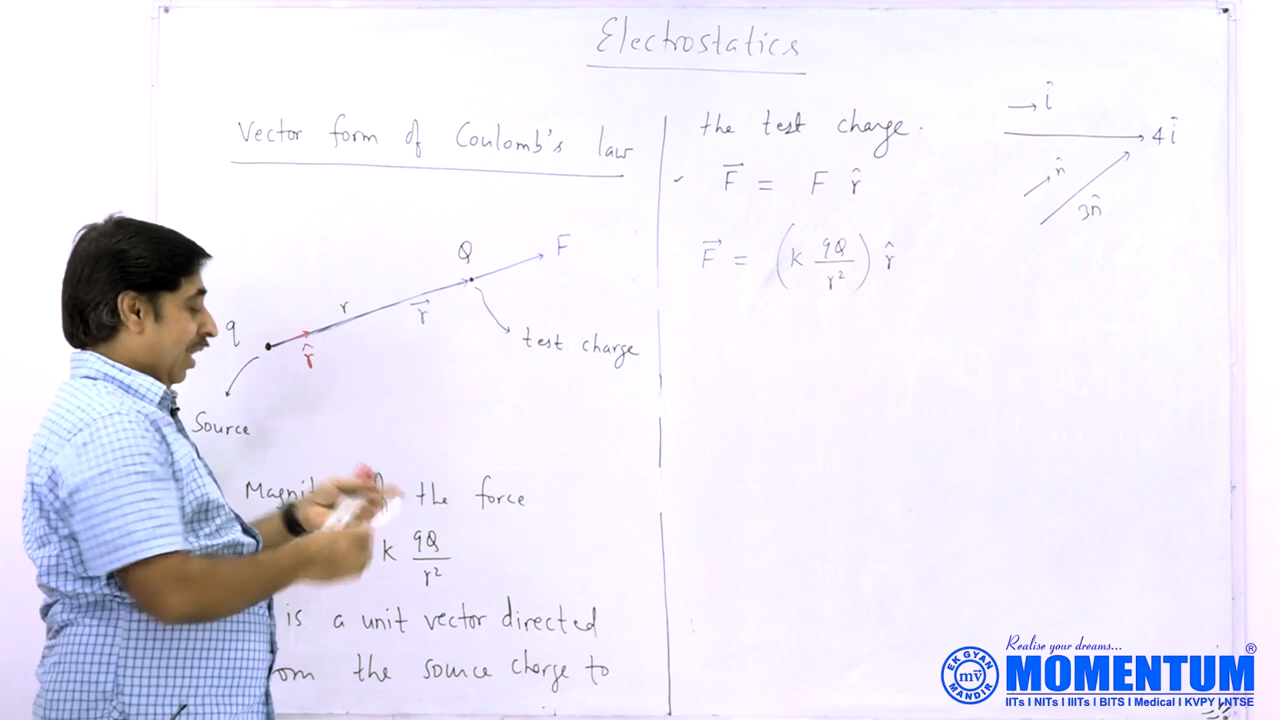 Electrostatics
Vector form of Coulomb's law
q
Source
r̂
r
r⃗
Q
F
test charge
the force
k qQ/r²
is a unit vector directed
the source charge to
the test charge.
F⃗ = F r̂
F⃗ = (k qQ/r²) r̂
î
4î
n̂
3n̂
Realise your dreams...
EK GYAN MANDIR
mv⃗
MOMENTUM®
IITs I NITs I IIITs I BITS I Medical I KVPY I NTSE